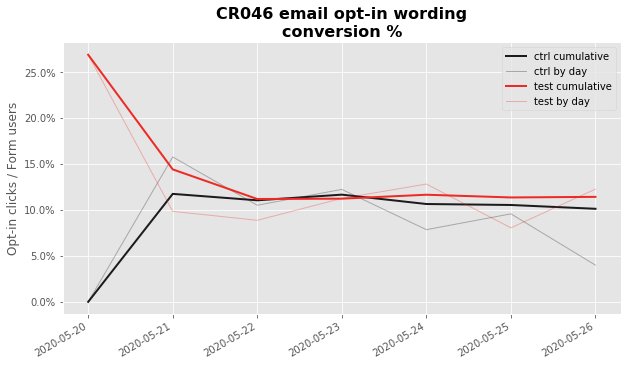 CR046 email opt-in wording
conversion %
ctrl cumulative
ctrl by day
test cumulative
test by day
Opt-in clicks / Form users
25.0%
20.0%
15.0%
10.0%
5.0%
0.0%
2020-05-20
2020-05-21
2020-05-22
2020-05-23
2020-05-24
2020-05-25
2020-05-26